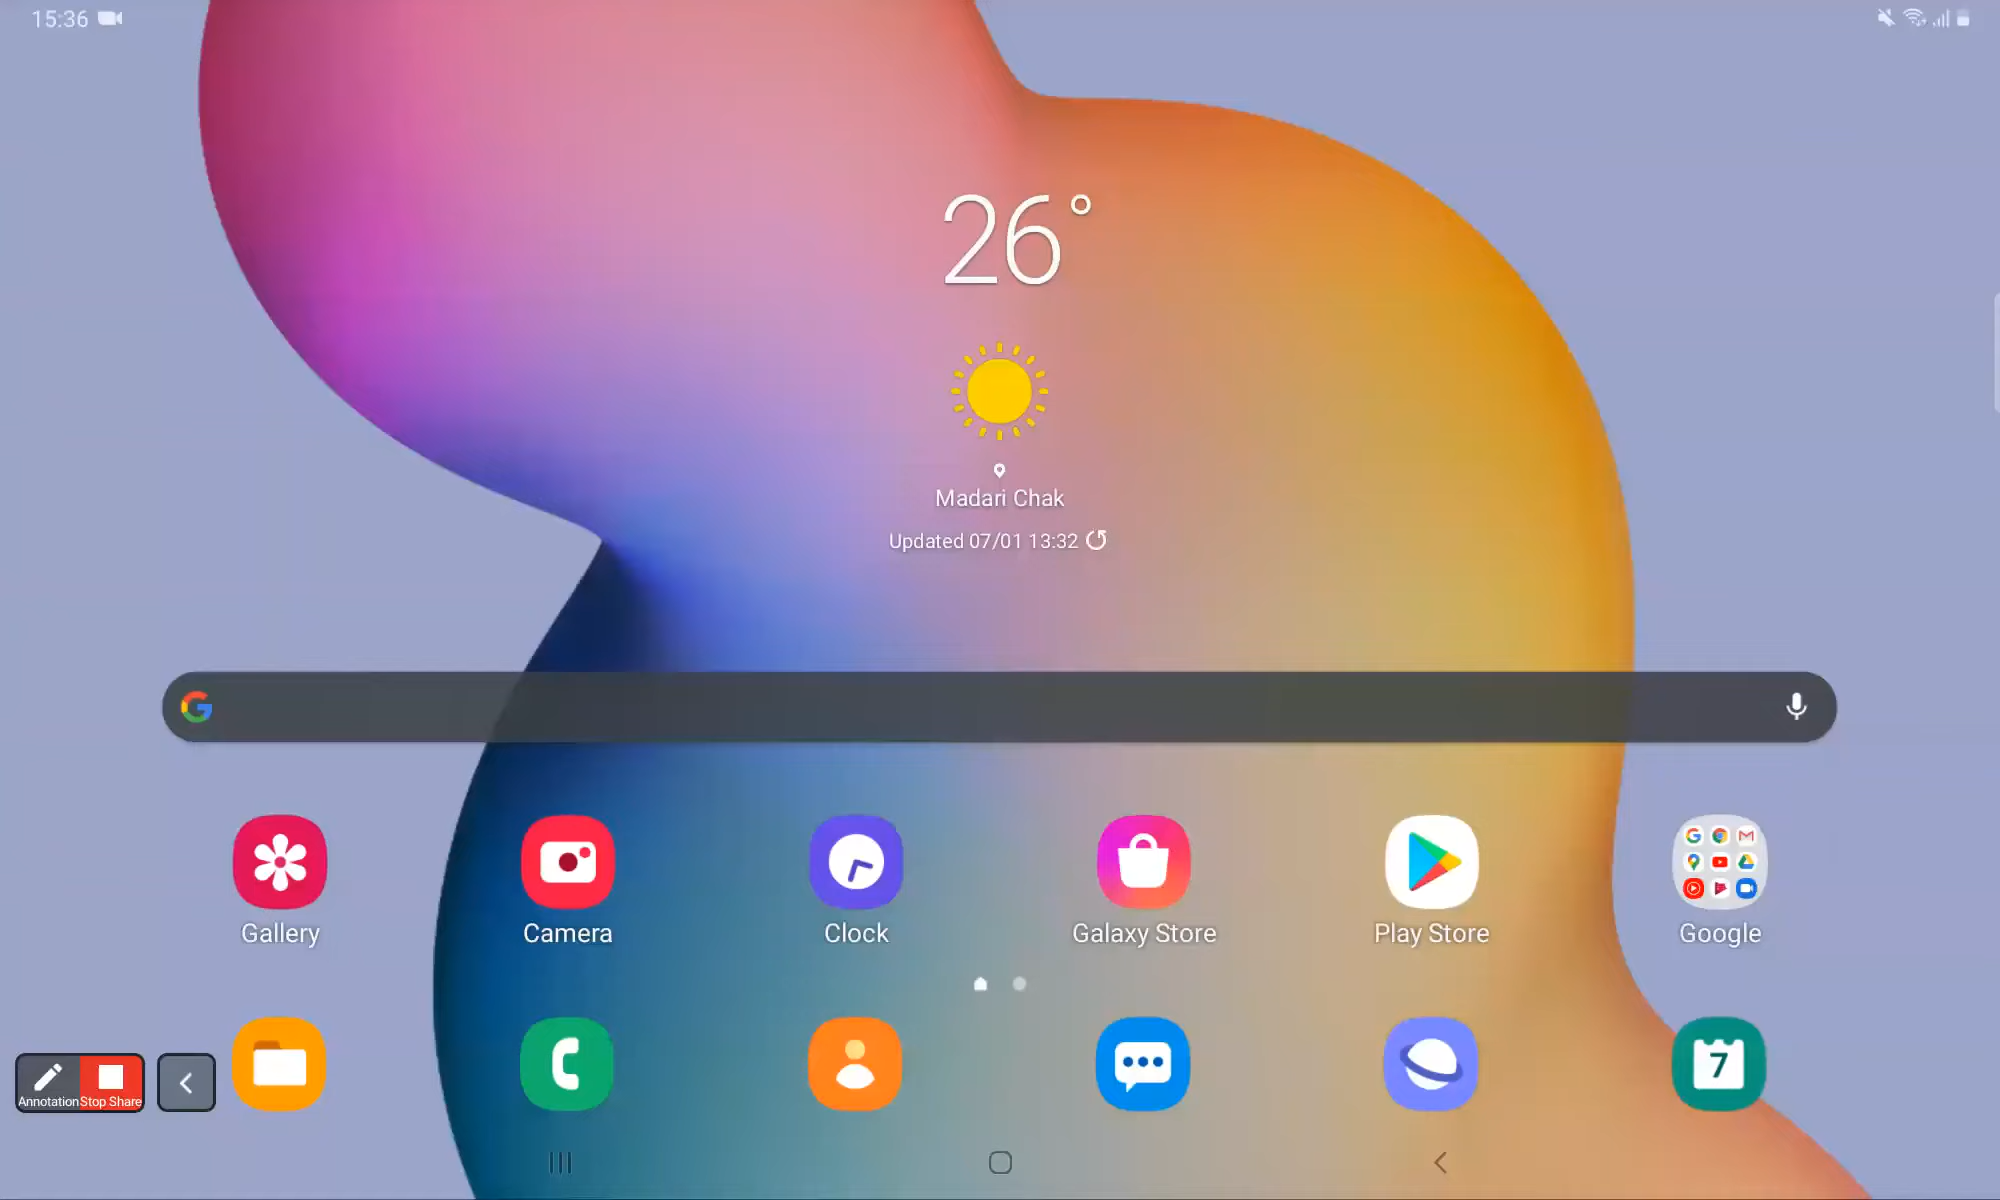 15:36
26°
Madari Chak
Updated 07/01 13:32
Gallery
Camera
Clock
Galaxy Store
Play Store
Google
Annotation
Stop Share
7